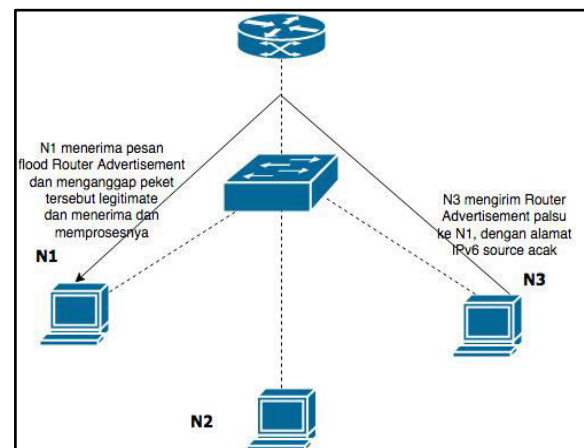 N1 menerima pesan
flood Router Advertisement
dan menganggap peket
tersebut legitimate
dan menerima dan
memprosesnya
N3 mengirim Router
Advertisement palsu
ke N1, dengan alamat
IPv6 source acak
N1
N3
N2